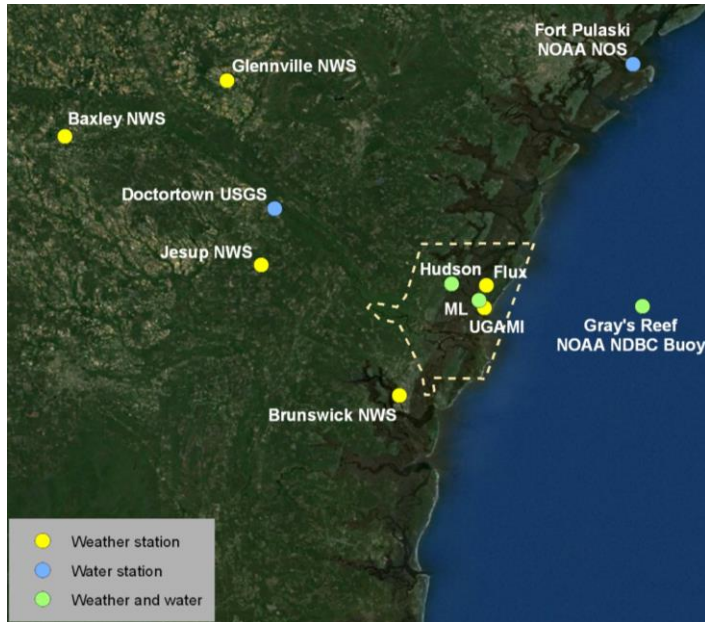 Fort Pulaski
NOAA NOS
Glennville NWS
Baxley NWS
Doctortown USGS
Jesup NWS
Hudson
Flux
ML
UGAMI
Gray's Reef
NOAA NDBC Buoy
Brunswick NWS
Weather station
Water station
Weather and water